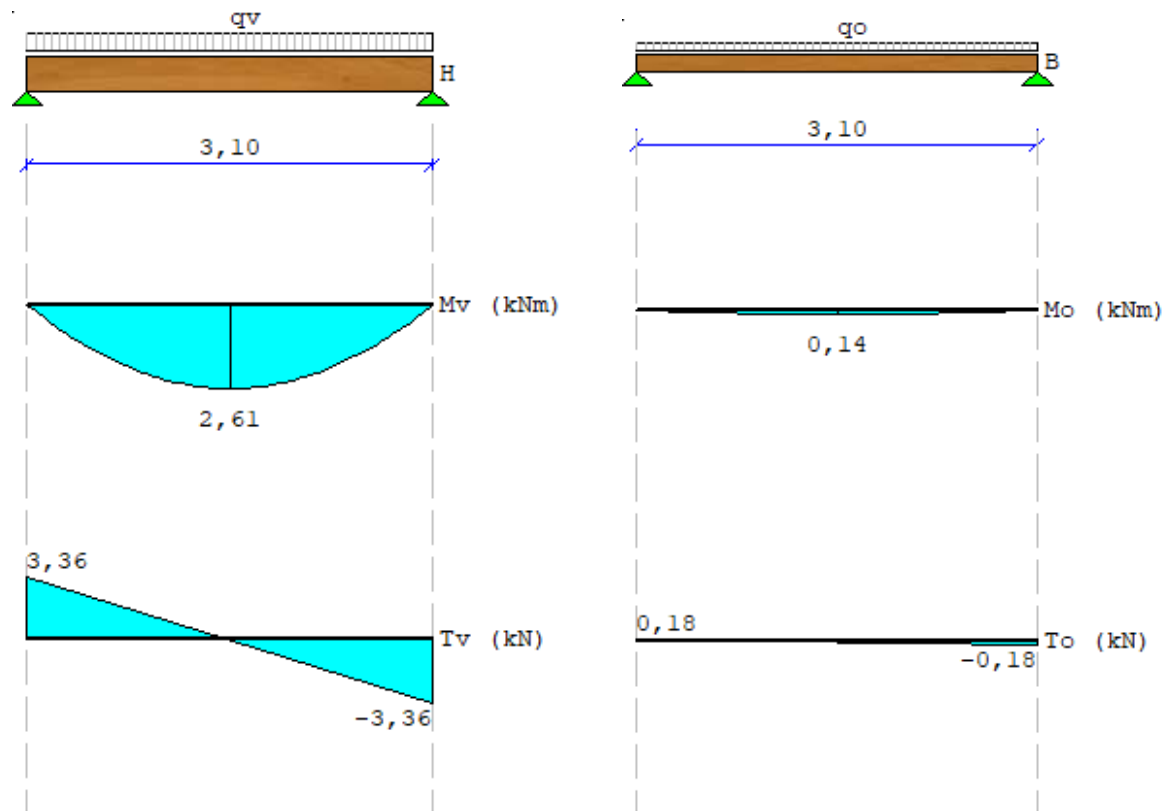 qv
H
3,10
Mv (kNm)
2,61
3,36
Tv (kN)
-3,36
qo
B
3,10
Mo (kNm)
0,14
0,18
To (kN)
-0,18